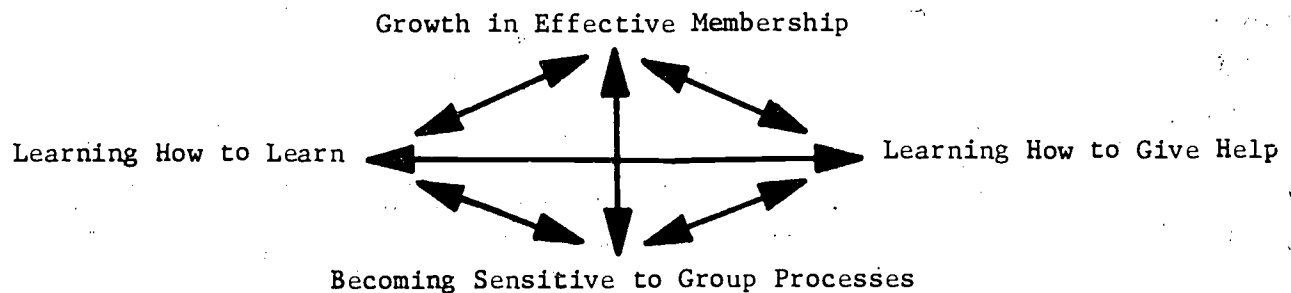 Growth in Effective Membership
Learning How to Learn
Learning How to Give Help
Becoming Sensitive to Group Processes